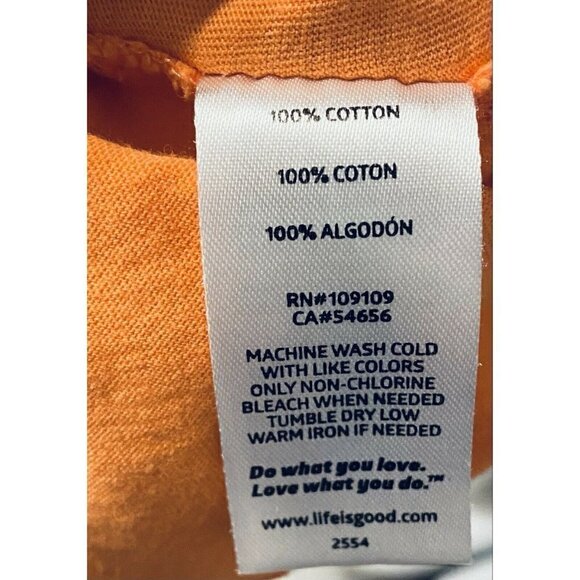 100% COTTON
100% COTON
100% ALGODÓN
RN#109109
CA#54656
MACHINE WASH COLD
WITH LIKE COLORS
ONLY NON-CHLORINE
BLEACH WHEN NEEDED
TUMBLE DRY LOW
WARM IRON IF NEEDED
Do what you love.
Love what you do.™
www.lifeisgood.com
2554